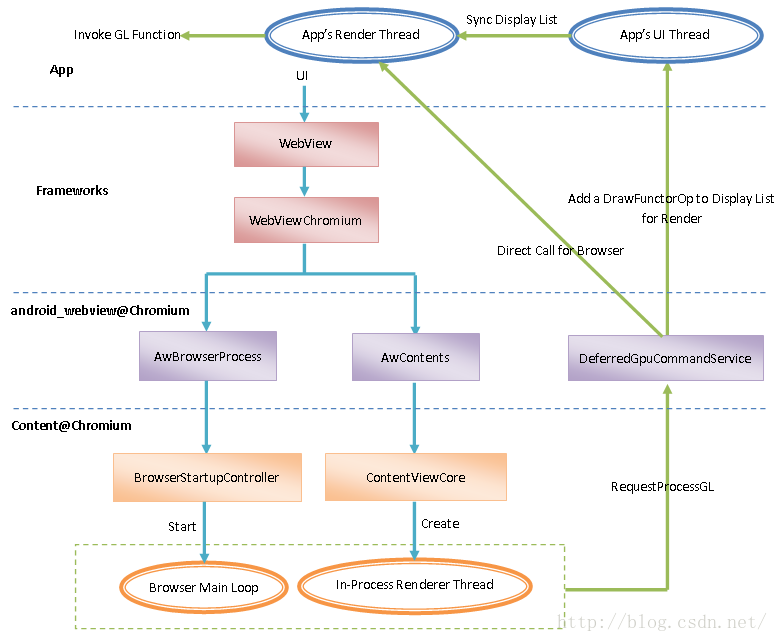 Sync Display List
Invoke GL Function
App's Render Thread
App's UI Thread
App
UI
WebView
Frameworks
WebViewChromium
Add a DrawFunctorOp to Display List
for Render
Direct Call for Browser
android_webview@Chromium
AwBrowserProcess
AwContents
DeferredGpuCommandService
Content@Chromium
BrowserStartupController
ContentViewCore
RequestProcessGL
Start
Create
Browser Main Loop
In-Process Renderer Thread
http://blog.csdn.net/